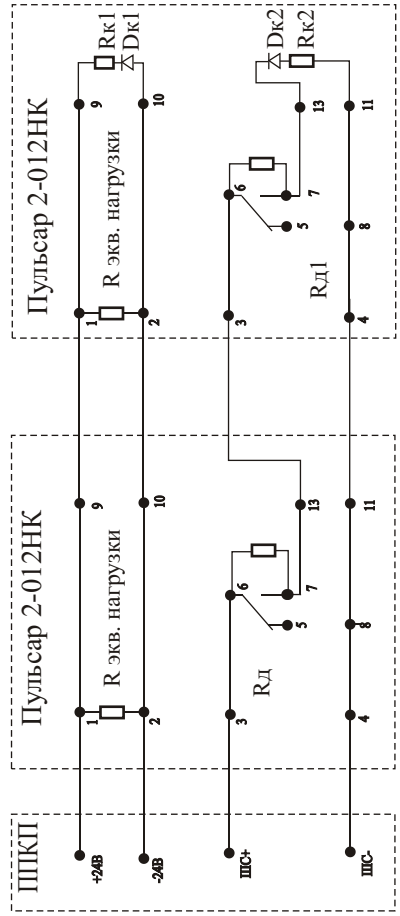 ППКП
+24В
-24В
ШС+
ШС-
Пульсар 2-012НК
1
R экв. нагрузки
2
9
10
3
Rд
6
5
7
13
4
8
11
Пульсар 2-012НК
1
R экв. нагрузки
2
9
10
Rк1
Dк1
3
6
5
7
13
Rд1
Dк2
Rк2
4
8
11